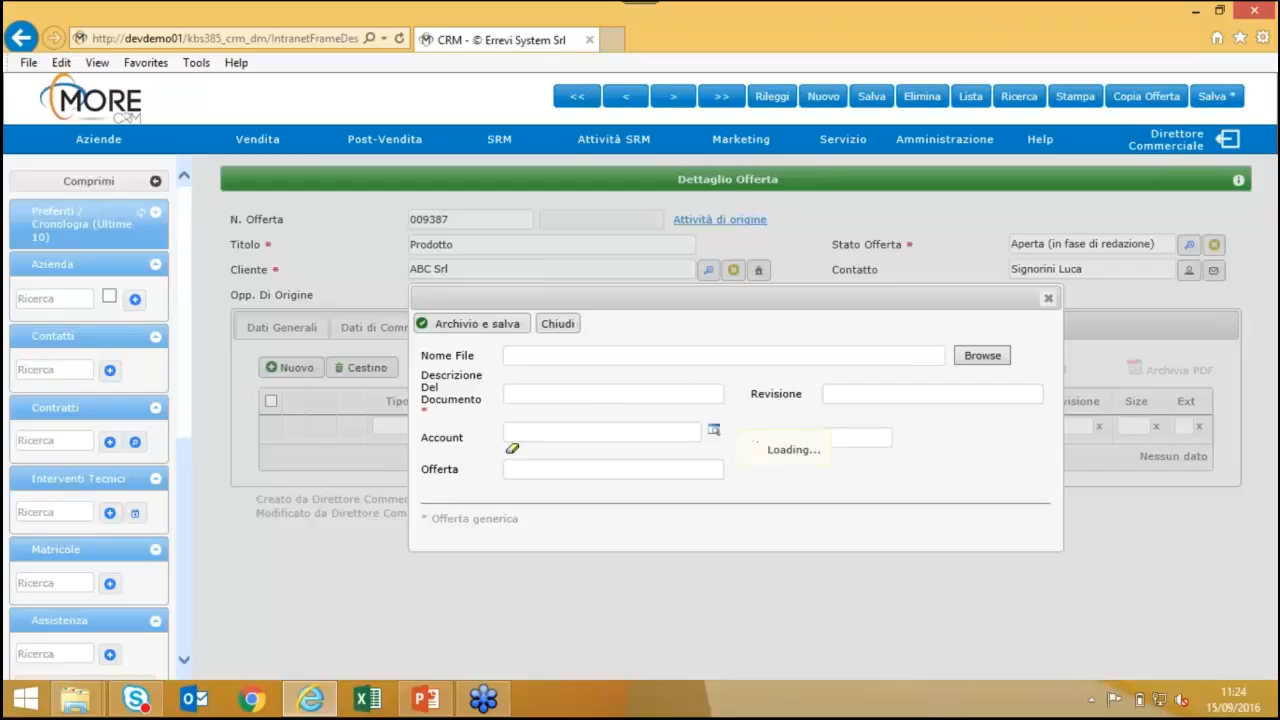 http://devdemo01/kbs385_crm_dm/IntranetFrameDes
CRM - © Errevi System Srl
File Edit View Favorites Tools Help
MORE
CRM
<< < > >> Rileggi Nuovo Salva Elimina Lista Ricerca Stampa Copia Offerta Salva *
Aziende Vendita Post-Vendita SRM Attività SRM Marketing Servizio Amministrazione Help Direttore
Commerciale
Comprimi
Preferiti /
Cronologia (Ultime
10)
Azienda
Ricerca
Contatti
Ricerca
Contratti
Ricerca
Interventi Tecnici
Ricerca
Matricole
Ricerca
Assistenza
Ricerca
Dettaglio Offerta
N. Offerta 009387 Attività di origine
Titolo * Prodotto Stato Offerta * Aperta (in fase di redazione)
Cliente * ABC Srl Contatto Signorini Luca
Opp. Di Origine
Dati Generali Dati di Com
Nuovo Cestino Archivia PDF
Tipo visione Size Ext
x x x
Nessun dato
Creato da Direttore Commer
Modificato da Direttore Com
Archivio e salva Chiudi
Nome File Browse
Descrizione
Del
Documento
* Revisione
Account
Loading...
Offerta
* Offerta generica
11:24
15/09/2016